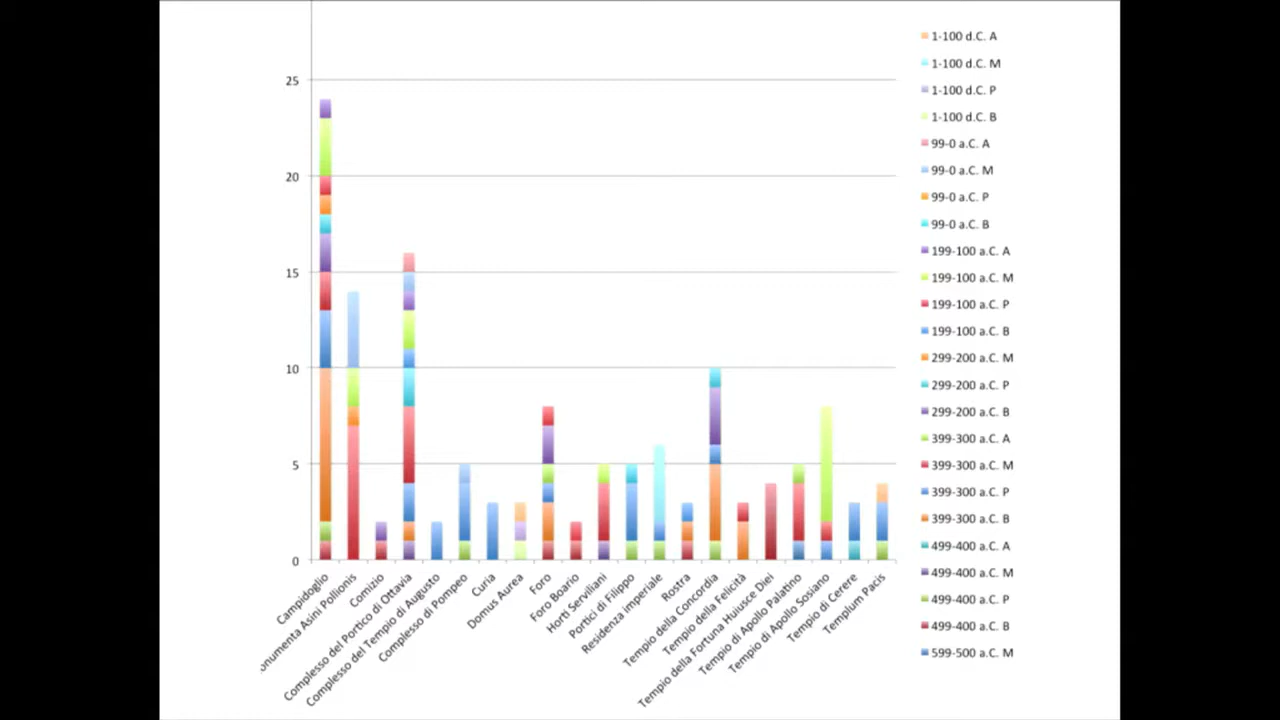 25
20
15
10
5
0
Campidoglio
onumenta Asini Pollionis
Comizio
Complesso del Portico di Ottavia
Complesso del Tempio di Augusto
Complesso di Pompeo
Curia
Domus Aurea
Foro
Foro Boario
Horti Serviliani
Portici di Filippo
Residenza imperiale
Rostra
Tempio della Concordia
Tempio della Felicità
Tempio della Fortuna Huiusce Diei
Tempio di Apollo Palatino
Tempio di Apollo Sosiano
Tempio di Cerere
Templum Pacis
1-100 d.C. A
1-100 d.C. M
1-100 d.C. P
1-100 d.C. B
99-0 a.C. A
99-0 a.C. M
99-0 a.C. P
99-0 a.C. B
199-100 a.C. A
199-100 a.C. M
199-100 a.C. P
199-100 a.C. B
299-200 a.C. M
299-200 a.C. P
299-200 a.C. B
399-300 a.C. A
399-300 a.C. M
399-300 a.C. P
399-300 a.C. B
499-400 a.C. A
499-400 a.C. M
499-400 a.C. P
499-400 a.C. B
599-500 a.C. M